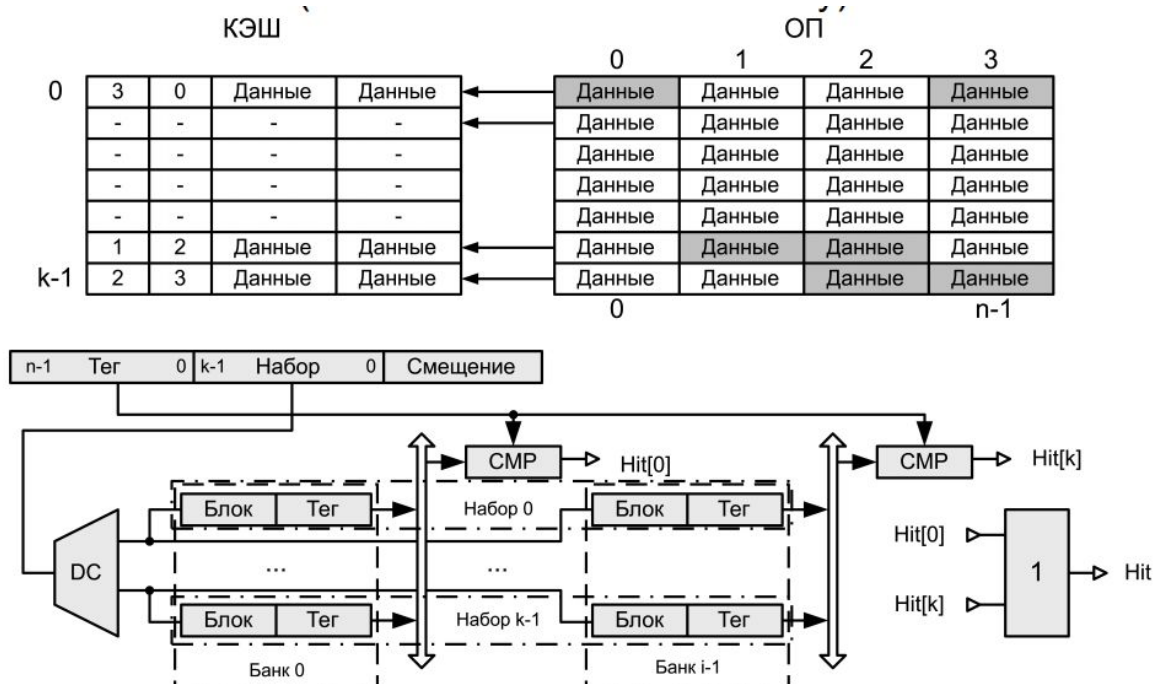 КЭШ ОП
0 1 2 3
0 3 0 Данные Данные Данные Данные Данные Данные
- - - - Данные Данные Данные Данные
- - - - Данные Данные Данные Данные
- - - - Данные Данные Данные Данные
- - - - Данные Данные Данные Данные
1 2 Данные Данные Данные Данные Данные Данные
k-1 2 3 Данные Данные Данные Данные Данные Данные
0 n-1
n-1 Тег 0 k-1 Набор 0 Смещение
CMP Hit[0] CMP Hit[k]
Блок Тег Набор 0 Блок Тег
Hit[0]
DC ... ... 1 Hit
Hit[k]
Блок Тег Набор k-1 Блок Тег
Банк 0 Банк i-1